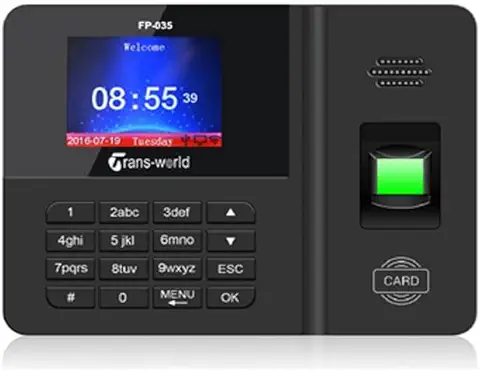 FP-035
Welcome
08:55 39
2016-07-19 Tuesday
Trans-world
1 2abc 3def ▲
4ghi 5 jkl 6mno ▼
7pqrs 8tuv 9wxyz ESC
# 0 MENU OK
CARD